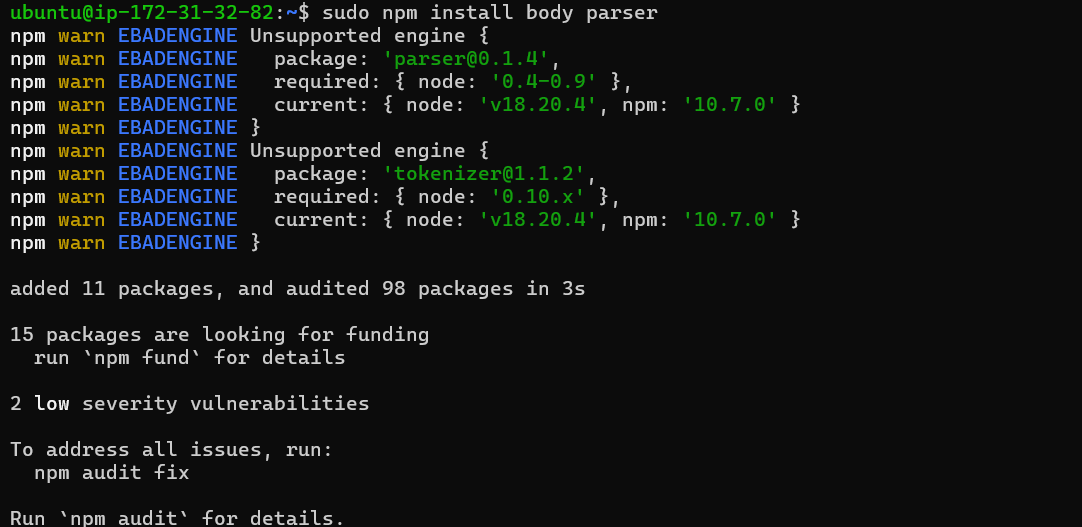 ubuntu@ip-172-31-32-82:~$ sudo npm install body parser
npm warn EBADENGINE Unsupported engine {
npm warn EBADENGINE   package: 'parser@0.1.4',
npm warn EBADENGINE   required: { node: '0.4-0.9' },
npm warn EBADENGINE   current: { node: 'v18.20.4', npm: '10.7.0' }
npm warn EBADENGINE }
npm warn EBADENGINE Unsupported engine {
npm warn EBADENGINE   package: 'tokenizer@1.1.2',
npm warn EBADENGINE   required: { node: '0.10.x' },
npm warn EBADENGINE   current: { node: 'v18.20.4', npm: '10.7.0' }
npm warn EBADENGINE }
added 11 packages, and audited 98 packages in 3s
15 packages are looking for funding
  run `npm fund` for details
2 low severity vulnerabilities
To address all issues, run:
  npm audit fix
Run `npm audit` for details.